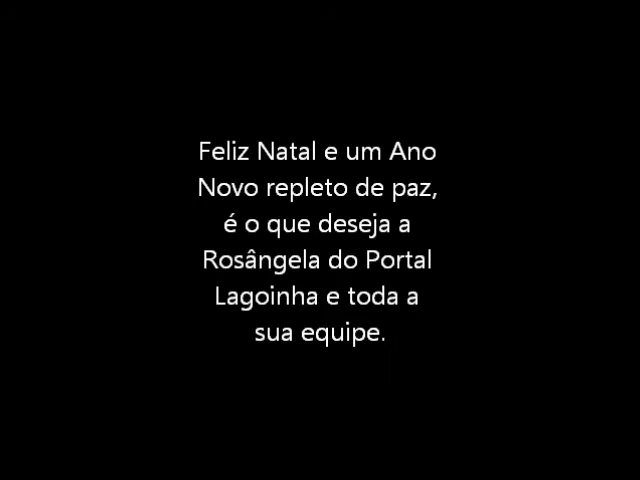 Feliz Natal e um Ano
Novo repleto de paz,
é o que deseja a
Rosângela do Portal
Lagoinha e toda a
sua equipe.